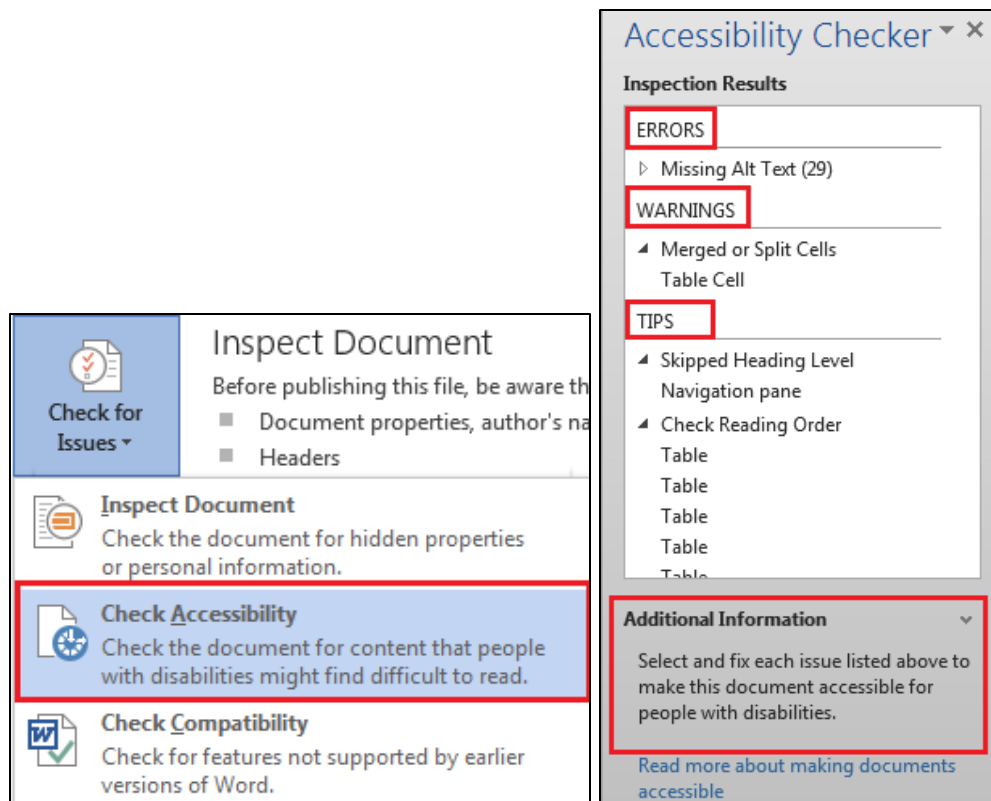 Check for
Issues
Inspect Document
Before publishing this file, be aware th
Document properties, author's na
Headers
Inspect Document
Check the document for hidden properties
or personal information.
Check Accessibility
Check the document for content that people
with disabilities might find difficult to read.
Check Compatibility
Check for features not supported by earlier
versions of Word.
Accessibility Checker
Inspection Results
ERRORS
Missing Alt Text (29)
WARNINGS
Merged or Split Cells
Table Cell
TIPS
Skipped Heading Level
Navigation pane
Check Reading Order
Table
Table
Table
Table
Table
Additional Information
Select and fix each issue listed above to
make this document accessible for
people with disabilities.
Read more about making documents
accessible